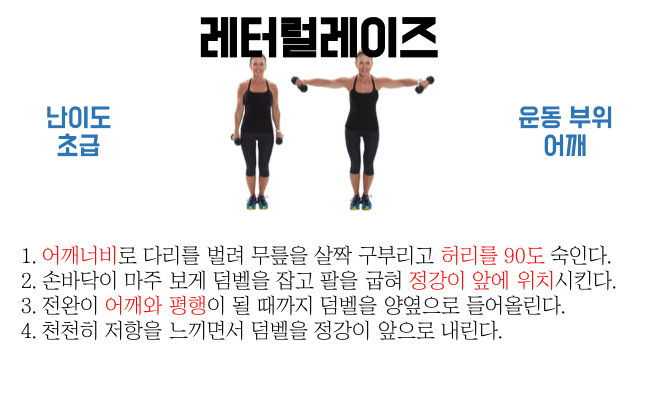 레터럴레이즈
난이도
초급
운동 부위
어깨
1. 어깨너비로 다리를 벌려 무릎을 살짝 구부리고 허리를 90도 숙인다.
2. 손바닥이 마주 보게 덤벨을 잡고 팔을 굽혀 정강이 앞에 위치시킨다.
3. 전완이 어깨와 평행이 될 때까지 덤벨을 양옆으로 들어올린다.
4. 천천히 저항을 느끼면서 덤벨을 정강이 앞으로 내린다.